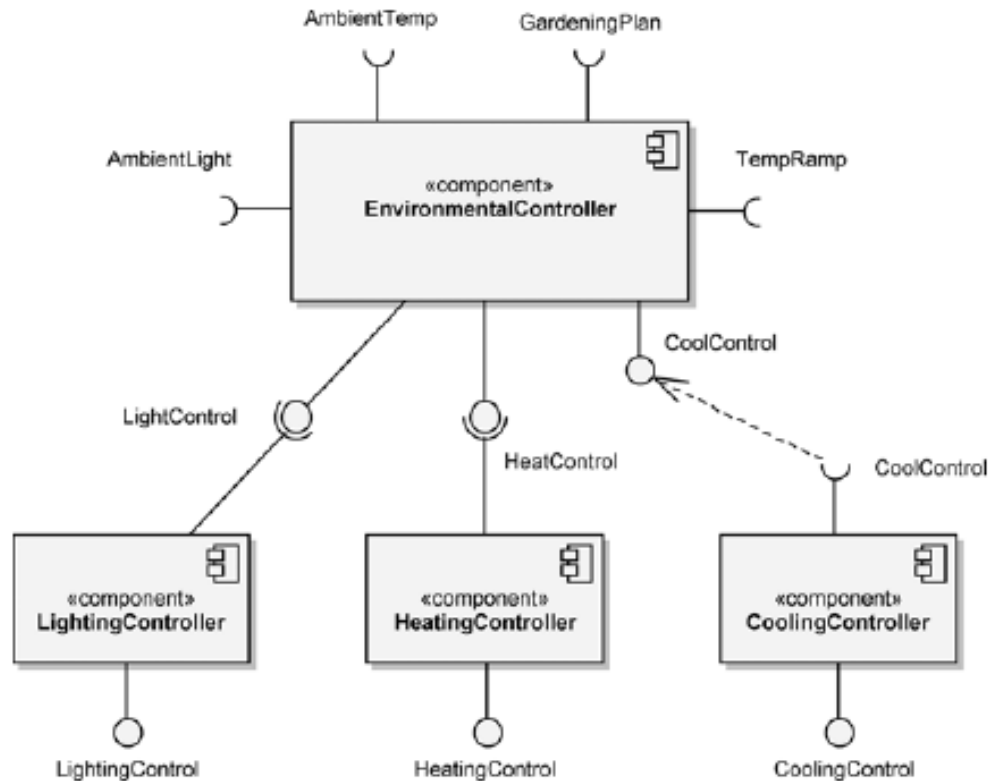 AmbientTemp
GardeningPlan
AmbientLight
«component»
EnvironmentalController
TempRamp
CoolControl
LightControl
HeatControl
CoolControl
«component»
LightingController
«component»
HeatingController
«component»
CoolingController
LightingControl
HeatingControl
CoolingControl